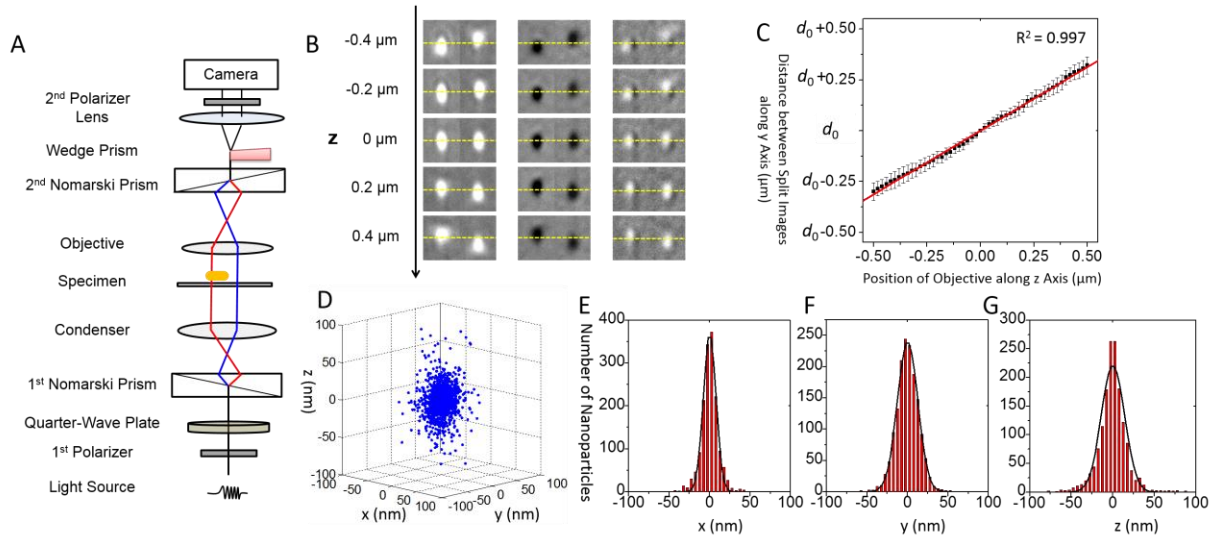 A
Camera
2nd Polarizer
Lens
Wedge Prism
2nd Nomarski Prism
Objective
Specimen
Condenser
1st Nomarski Prism
Quarter-Wave Plate
1st Polarizer
Light Source
B
-0.4 µm
-0.2 µm
z 0 µm
0.2 µm
0.4 µm
C
R2 = 0.997
Distance between Split Images
along y Axis (µm)
d0+0.50
d0+0.25
d0
d0-0.25
d0-0.50
-0.50 -0.25 0.00 0.25 0.50
Position of Objective along z Axis (µm)
D
z (nm)
100
50
0
-50
-100
-100 -50 0 50 100
x (nm)
-100 -50 0 50 100
y (nm)
E
Number of Nanoparticles
400
300
200
100
0
-100 -50 0 50 100
x (nm)
F
250
200
150
100
50
0
-100 -50 0 50 100
y (nm)
G
300
250
200
150
100
50
0
-100 -50 0 50 100
z (nm)